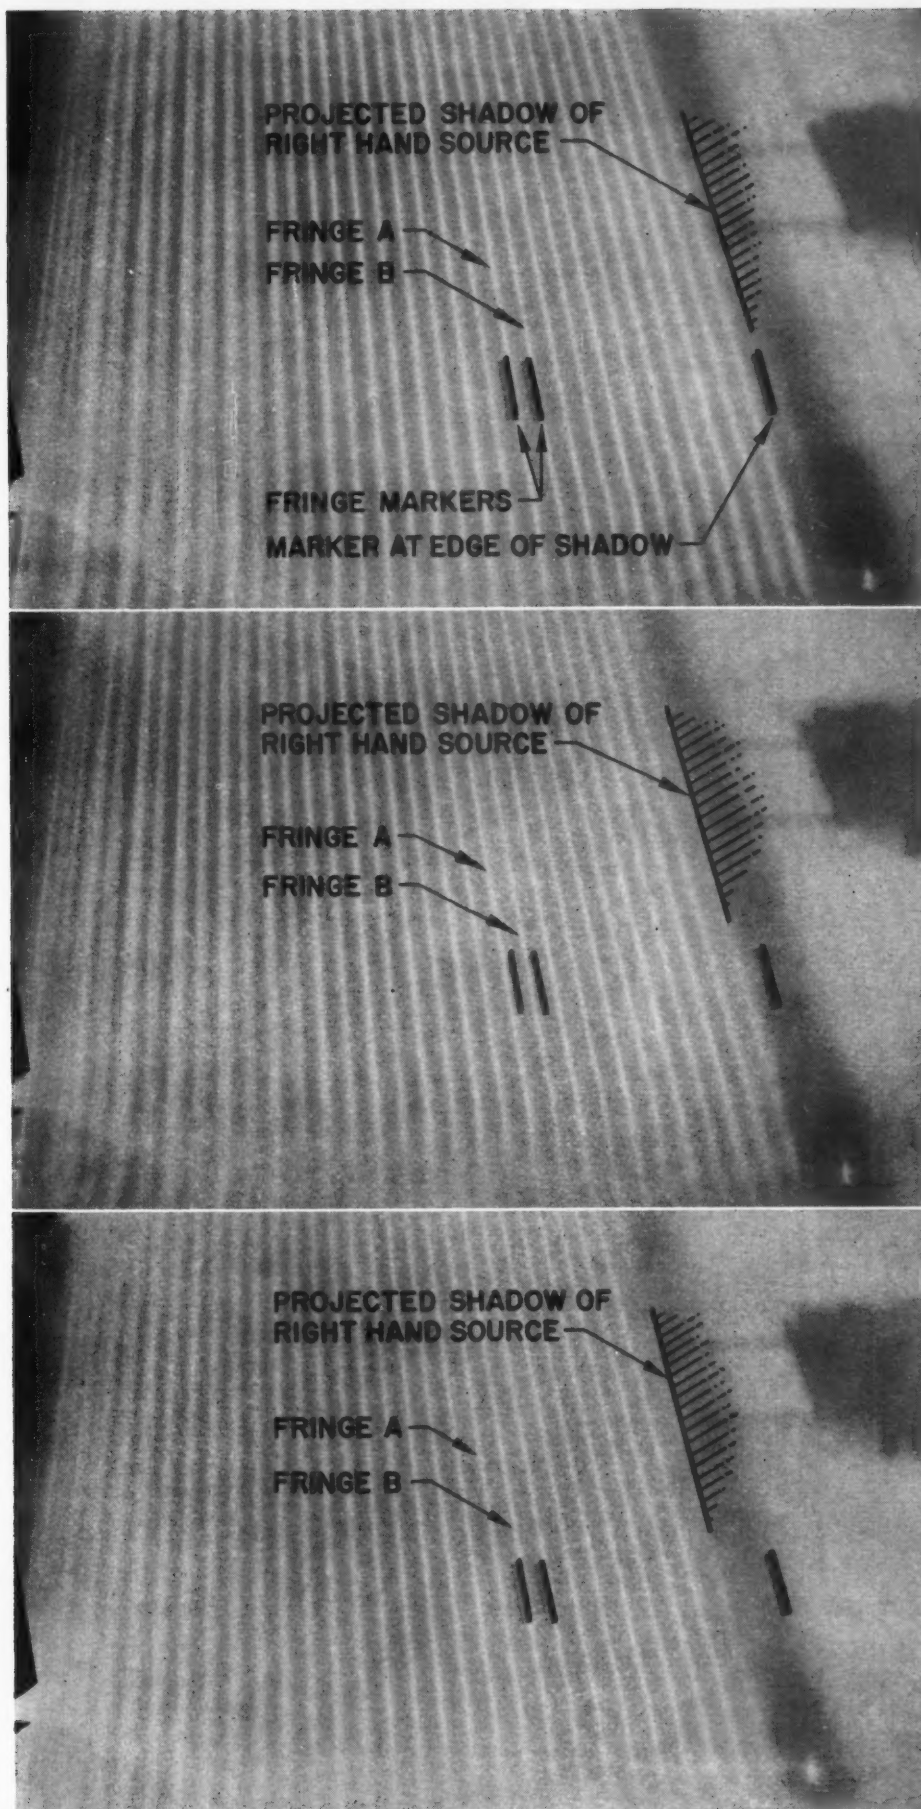 PROJECTED SHADOW OF
RIGHT HAND SOURCE
FRINGE A
FRINGE B
FRINGE MARKERS
MARKER AT EDGE OF SHADOW
PROJECTED SHADOW OF
RIGHT HAND SOURCE
FRINGE A
FRINGE B
PROJECTED SHADOW OF
RIGHT HAND SOURCE
FRINGE A
FRINGE B